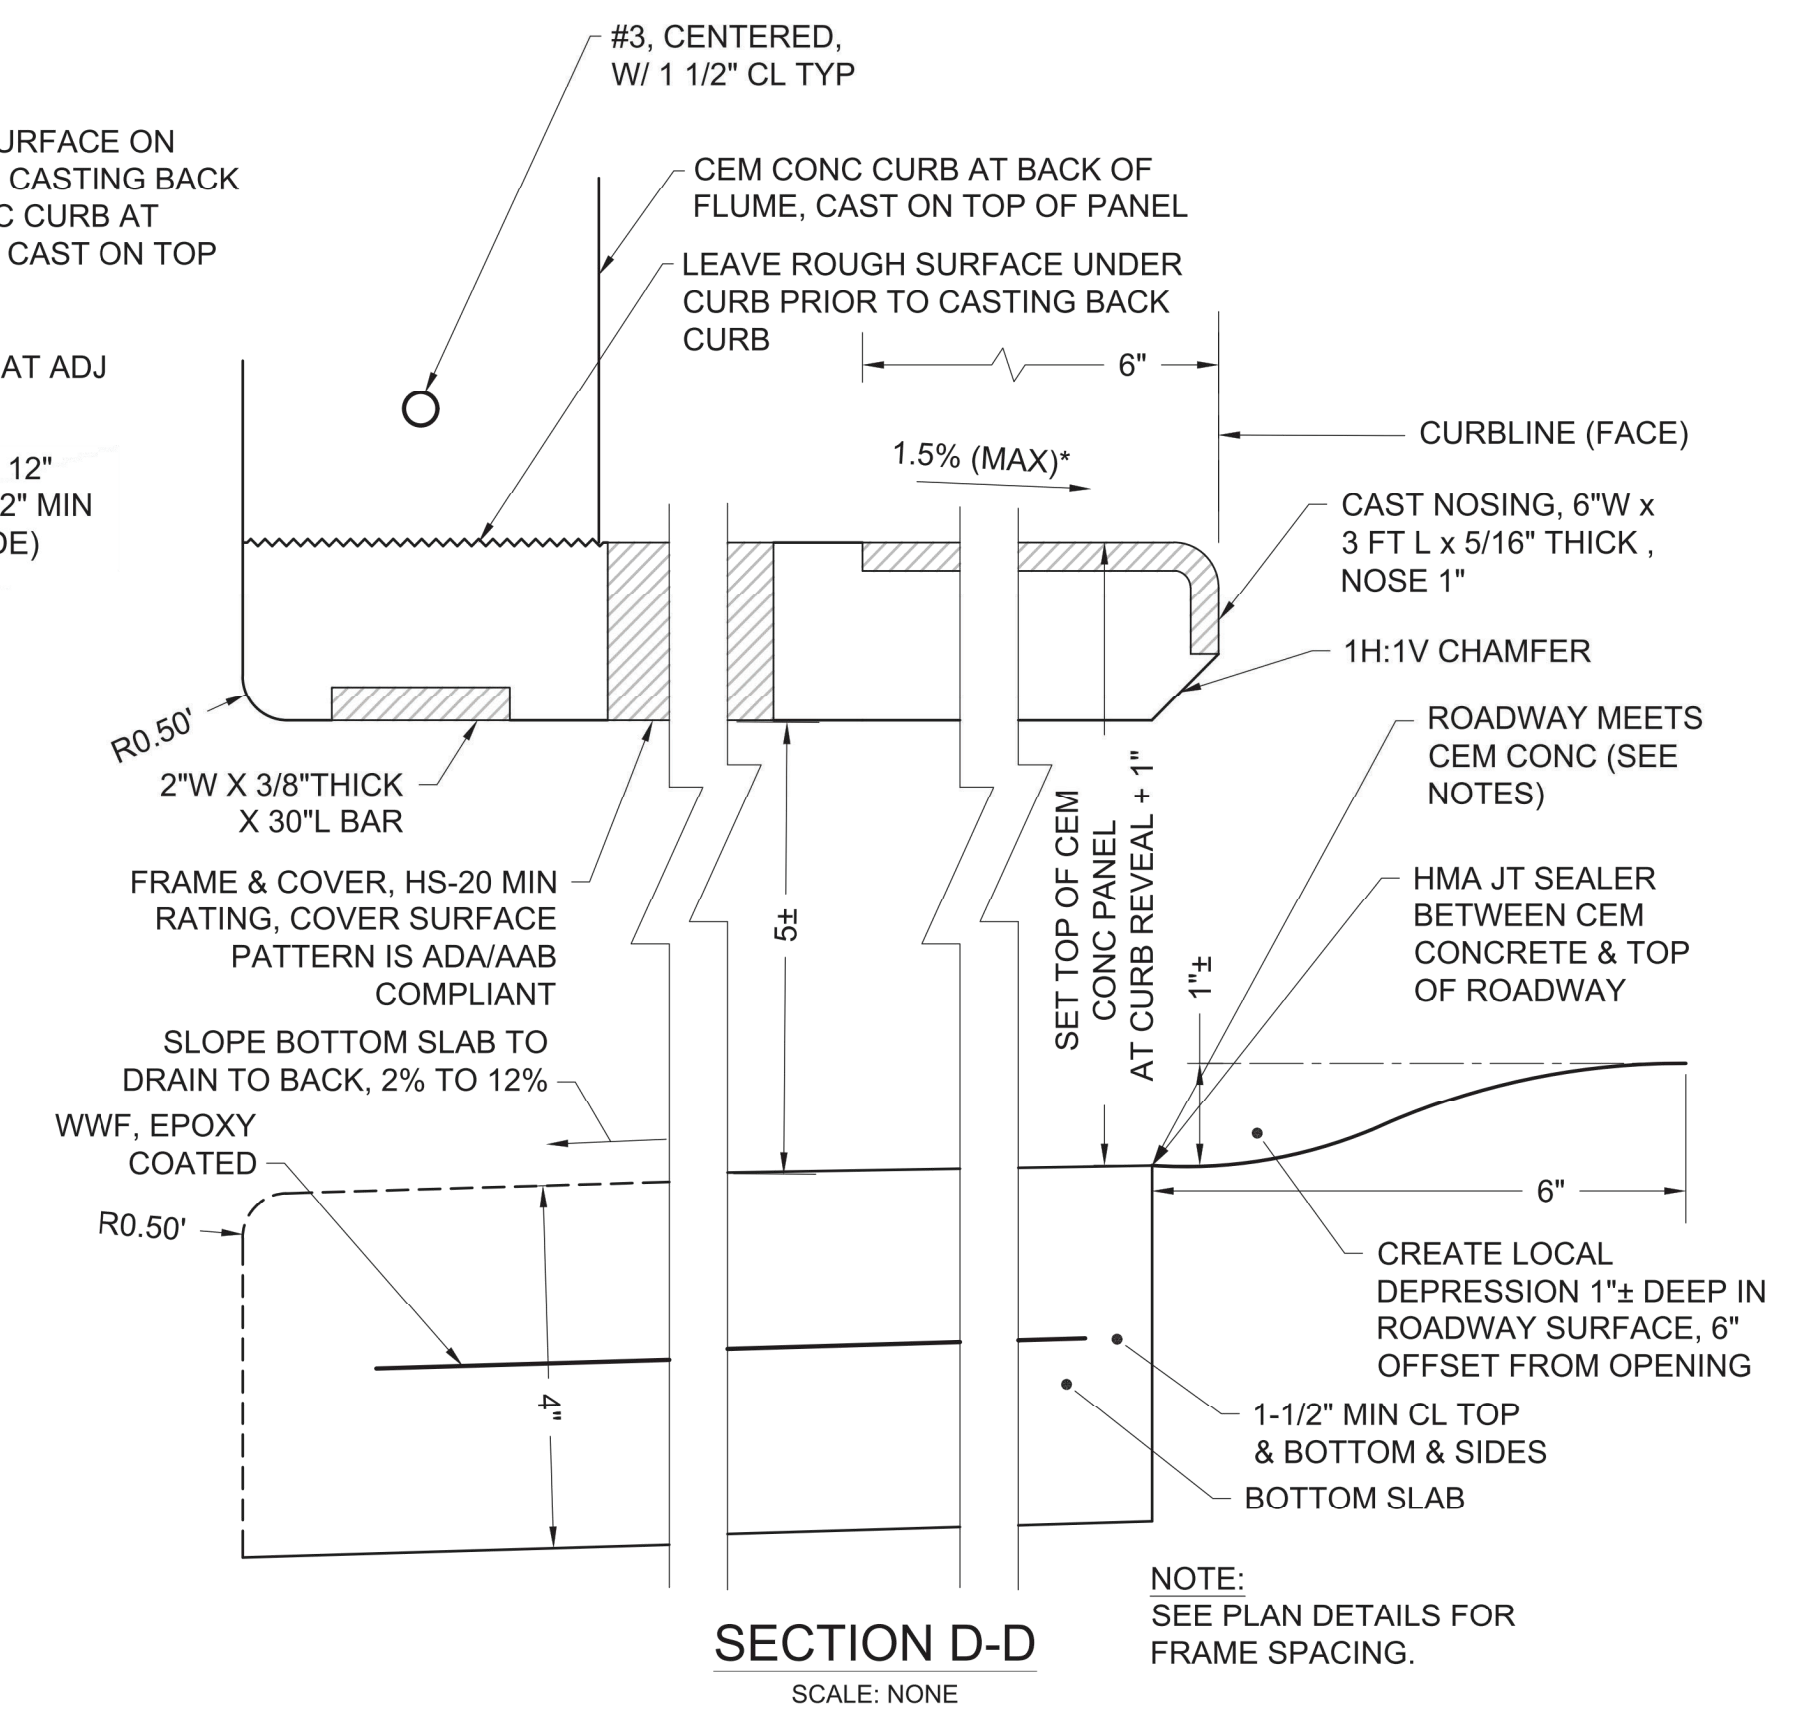 #3, CENTERED,
W/ 1 1/2" CL TYP
URFACE ON
CASTING BACK
C CURB AT
CAST ON TOP
CEM CONC CURB AT BACK OF
FLUME, CAST ON TOP OF PANEL
LEAVE ROUGH SURFACE UNDER
CURB PRIOR TO CASTING BACK
CURB
AT ADJ
12"
2" MIN
DE)
6"
1.5% (MAX)*
CURBLINE (FACE)
CAST NOSING, 6"W x
3 FT L x 5/16" THICK ,
NOSE 1"
1H:1V CHAMFER
ROADWAY MEETS
CEM CONC (SEE
NOTES)
R0.50'
2"W X 3/8"THICK
X 30"L BAR
FRAME & COVER, HS-20 MIN
RATING, COVER SURFACE
PATTERN IS ADA/AAB
COMPLIANT
5±
SET TOP OF CEM
CONC PANEL
AT CURB REVEAL + 1"
1"±
HMA JT SEALER
BETWEEN CEM
CONCRETE & TOP
OF ROADWAY
SLOPE BOTTOM SLAB TO
DRAIN TO BACK, 2% TO 12%
WWF, EPOXY
COATED
R0.50'
4"
6"
CREATE LOCAL
DEPRESSION 1"± DEEP IN
ROADWAY SURFACE, 6"
OFFSET FROM OPENING
1-1/2" MIN CL TOP
& BOTTOM & SIDES
BOTTOM SLAB
NOTE:
SEE PLAN DETAILS FOR
FRAME SPACING.
SECTION D-D
SCALE: NONE